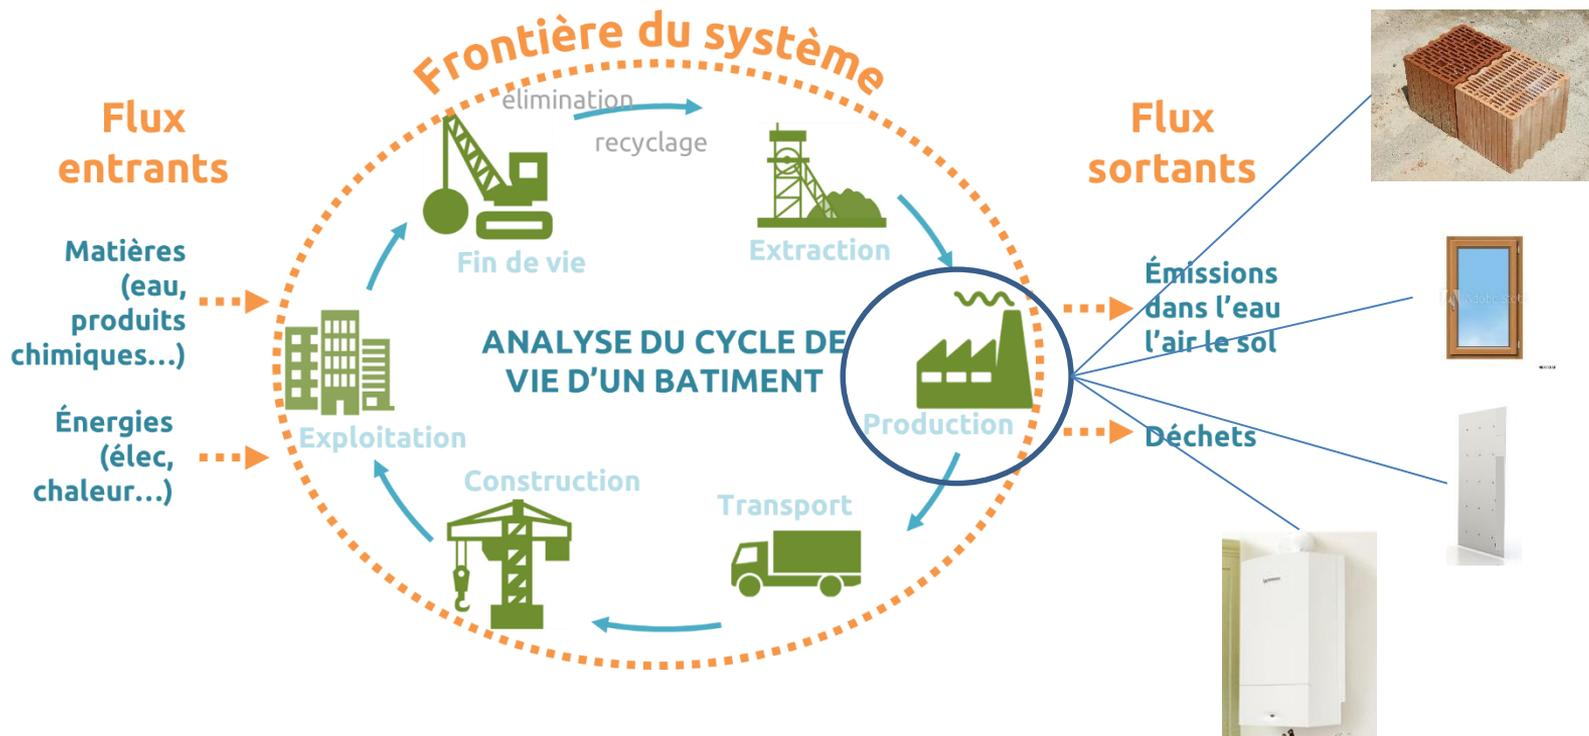 Frontière du système
Flux
entrants
Matières
(eau,
produits
chimiques...)
Énergies
(élec,
chaleur...)
élimination
recyclage
Fin de vie
Extraction
ANALYSE DU CYCLE DE
VIE D’UN BATIMENT
Production
Exploitation
Construction
Transport
Flux
sortants
Émissions
dans l’eau
l’air le sol
Déchets